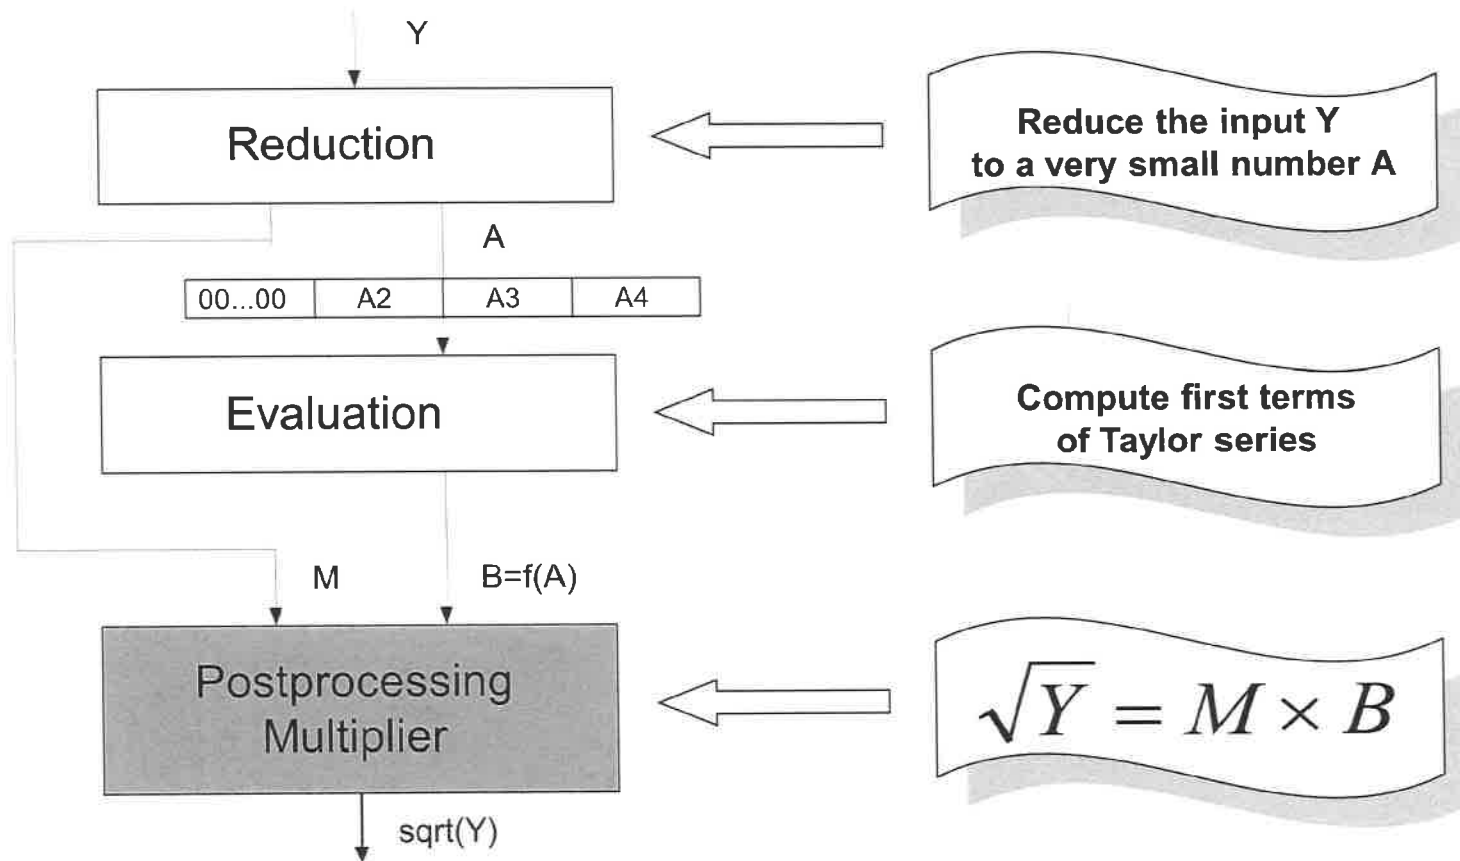 Y
Reduction
Reduce the input Y
to a very small number A
A
00...00 A2 A3 A4
Evaluation
Compute first terms
of Taylor series
M
B=f(A)
Postprocessing
Multiplier
√Y = M × B
sqrt(Y)